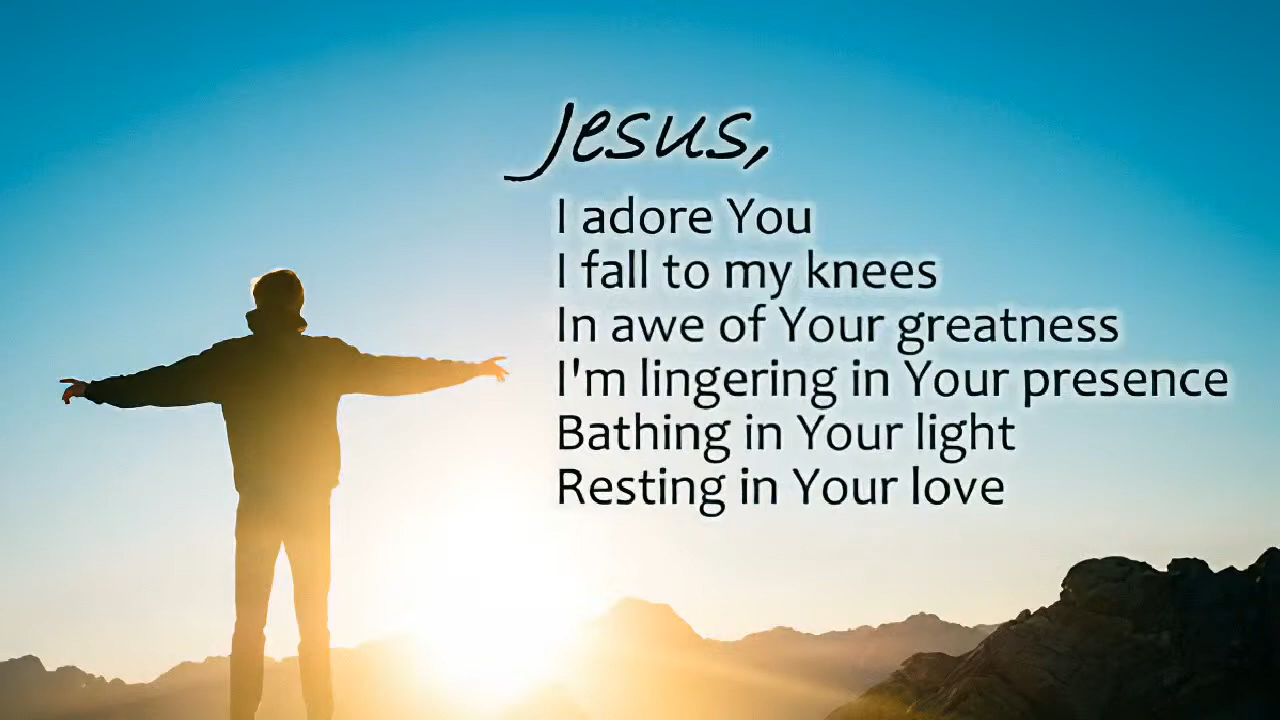 Jesus,
I adore You
I fall to my knees
In awe of Your greatness
I'm lingering in Your presence
Bathing in Your light
Resting in Your love